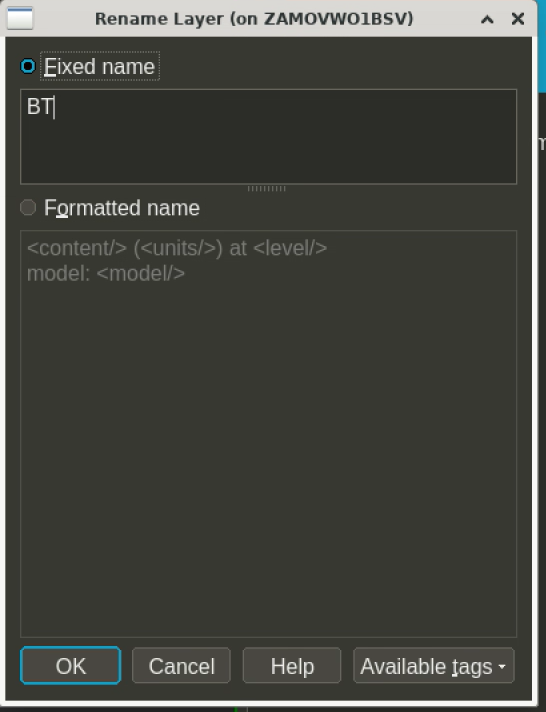 Rename Layer (on ZAMOVWO1BSV)
Fixed name
BT
Formatted name
<content/> (<units/>) at <level/>
model: <model/>
OK
Cancel
Help
Available tags